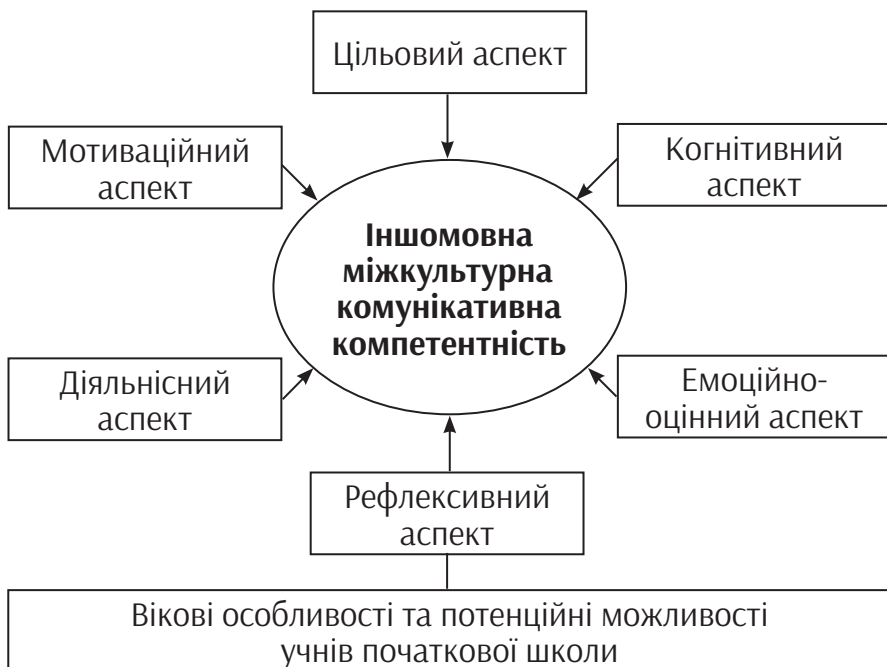 Цільовий аспект
Мотиваційний
аспект
Когнітивний
аспект
Іншомовна
міжкультурна
комунікативна
компетентність
Діяльнісний
аспект
Емоційно-
оцінний аспект
Рефлексивний
аспект
Вікові особливості та потенційні можливості
учнів початкової школи